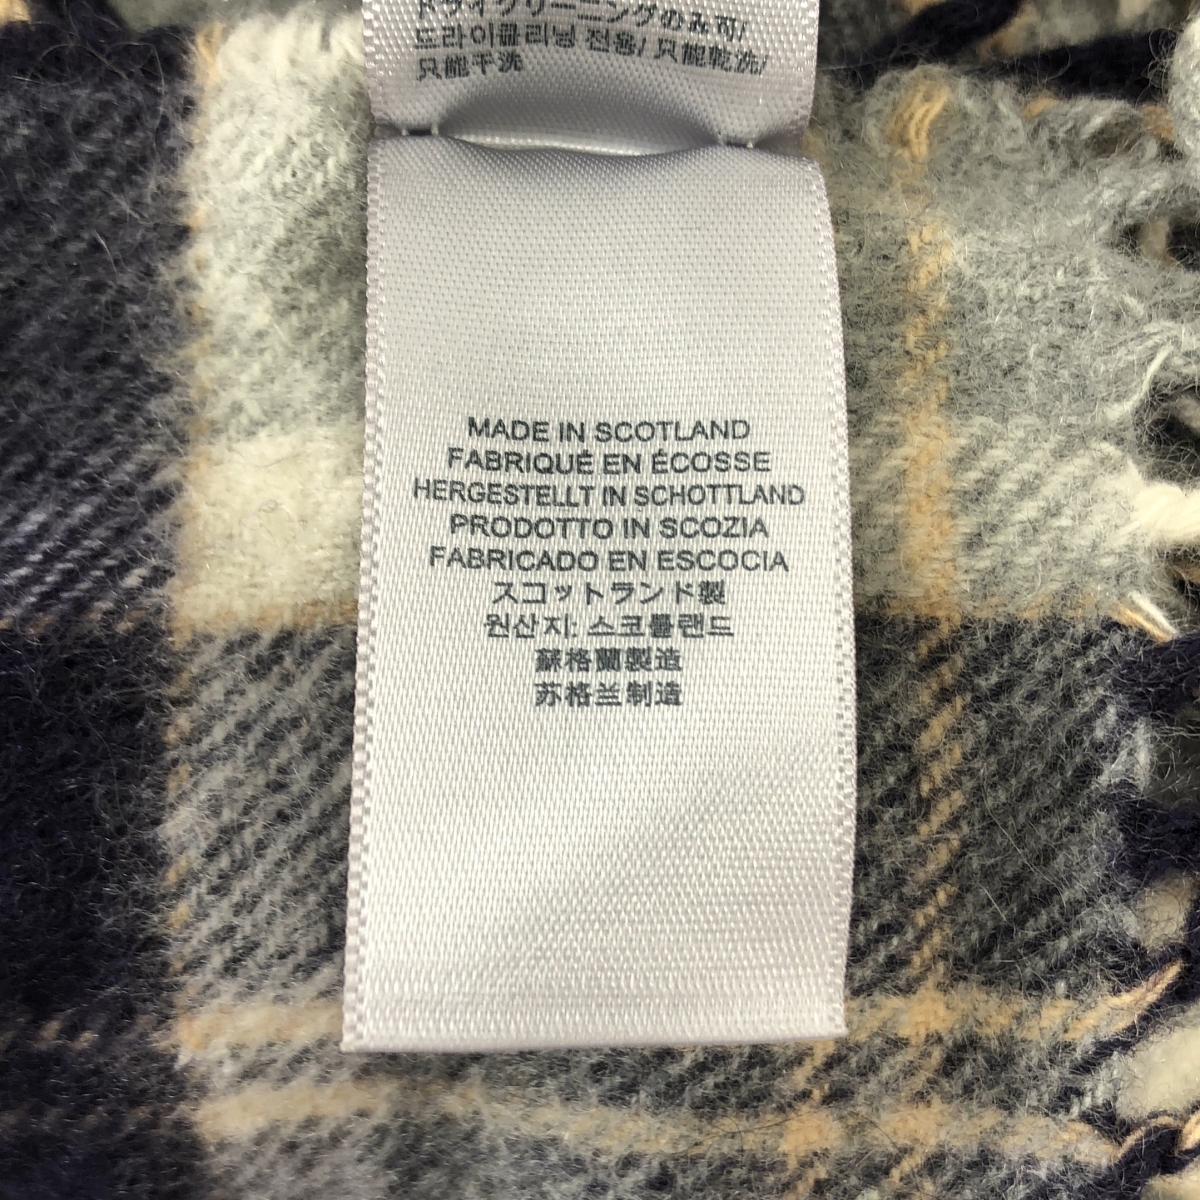 ドライクリーニングのみ可/
드라이클리닝 전용/只能乾洗/
只能干洗
MADE IN SCOTLAND
FABRIQUÉ EN ÉCOSSE
HERGESTELLT IN SCHOTTLAND
PRODOTTO IN SCOZIA
FABRICADO EN ESCOCIA
スコットランド製
원산지: 스코틀랜드
蘇格蘭製造
苏格兰制造